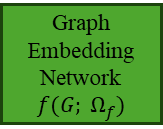 Graph
Embedding
Network
f(G; Ω_f)